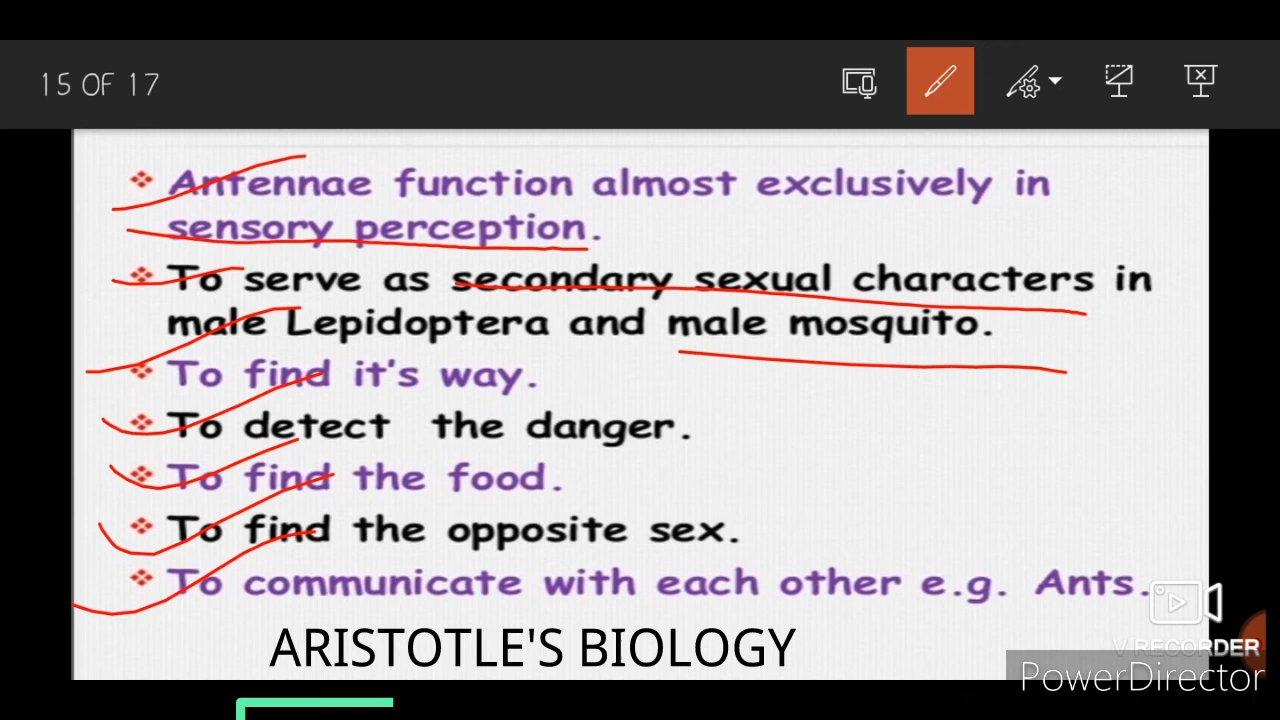 15 OF 17
Antennae function almost exclusively in
sensory perception.
To serve as secondary sexual characters in
male Lepidoptera and male mosquito.
To find it's way.
To detect the danger.
To find the food.
To find the opposite sex.
To communicate with each other e.g. Ants.
ARISTOTLE'S BIOLOGY
V RECORDER
PowerDirector